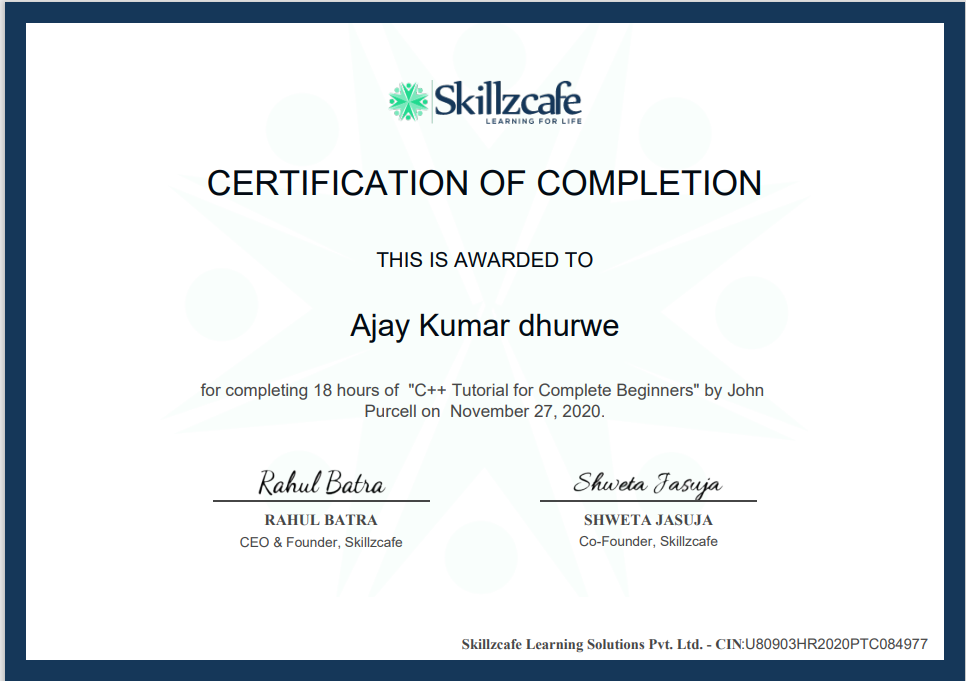 Skillzcafe
LEARNING FOR LIFE
CERTIFICATION OF COMPLETION
THIS IS AWARDED TO
Ajay Kumar dhurwe
for completing 18 hours of "C++ Tutorial for Complete Beginners" by John
Purcell on November 27, 2020.
Rahul Batra
RAHUL BATRA
CEO & Founder, Skillzcafe
Shweta Jasuja
SHWETA JASUJA
Co-Founder, Skillzcafe
Skillzcafe Learning Solutions Pvt. Ltd. - CIN:U80903HR2020PTC084977